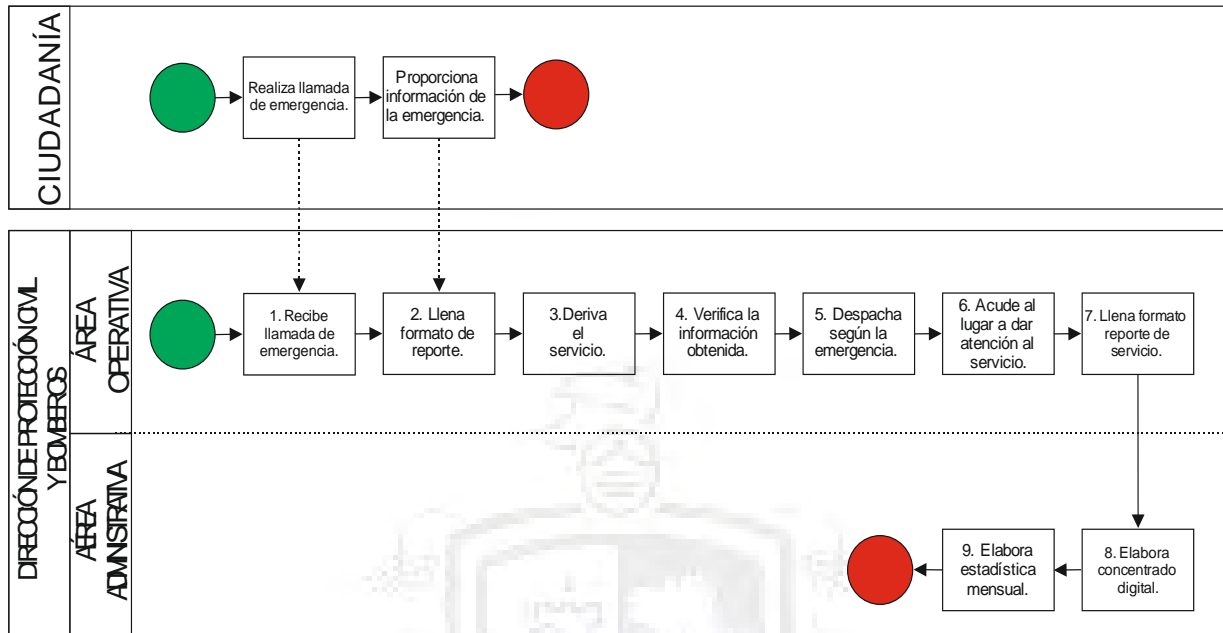 CIUDADANÍA
Realiza llamada
de emergencia.
Proporciona
información de
la emergencia.
DIRECCIÓN DE PROTECCIÓN CIVIL
Y BOMBEROS
ÁREA
OPERATIVA
1. Recibe
llamada de
emergencia.
2. Llena
formato de
reporte.
3.Deriva
el
servicio.
4. Verifica la
información
obtenida.
5. Despacha
según la
emergencia.
6. Acude al
lugar a dar
atención al
servicio.
7. Llena formato
reporte de
servicio.
ÁREA
ADMINISTRATIVA
9. Elabora
estadística
mensual.
8. Elabora
concentrado
digital.